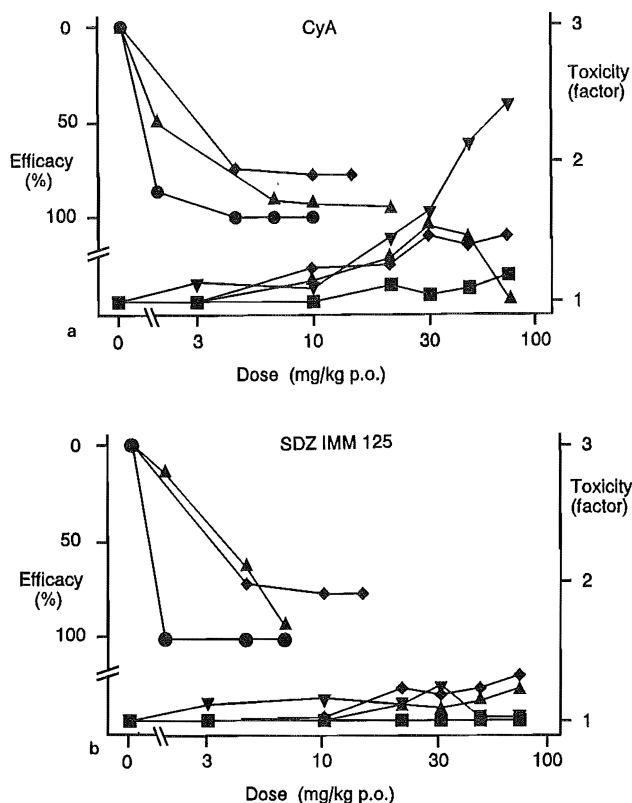 CyA
0
50
Efficacy
(%)
100
3
Toxicity
(factor)
2
1
a
0 3 10 30 100
Dose (mg/kg p.o.)
SDZ IMM 125
0
50
Efficacy
(%)
100
3
Toxicity
(factor)
2
1
b
0 3 10 30 100
Dose (mg/kg p.o.)